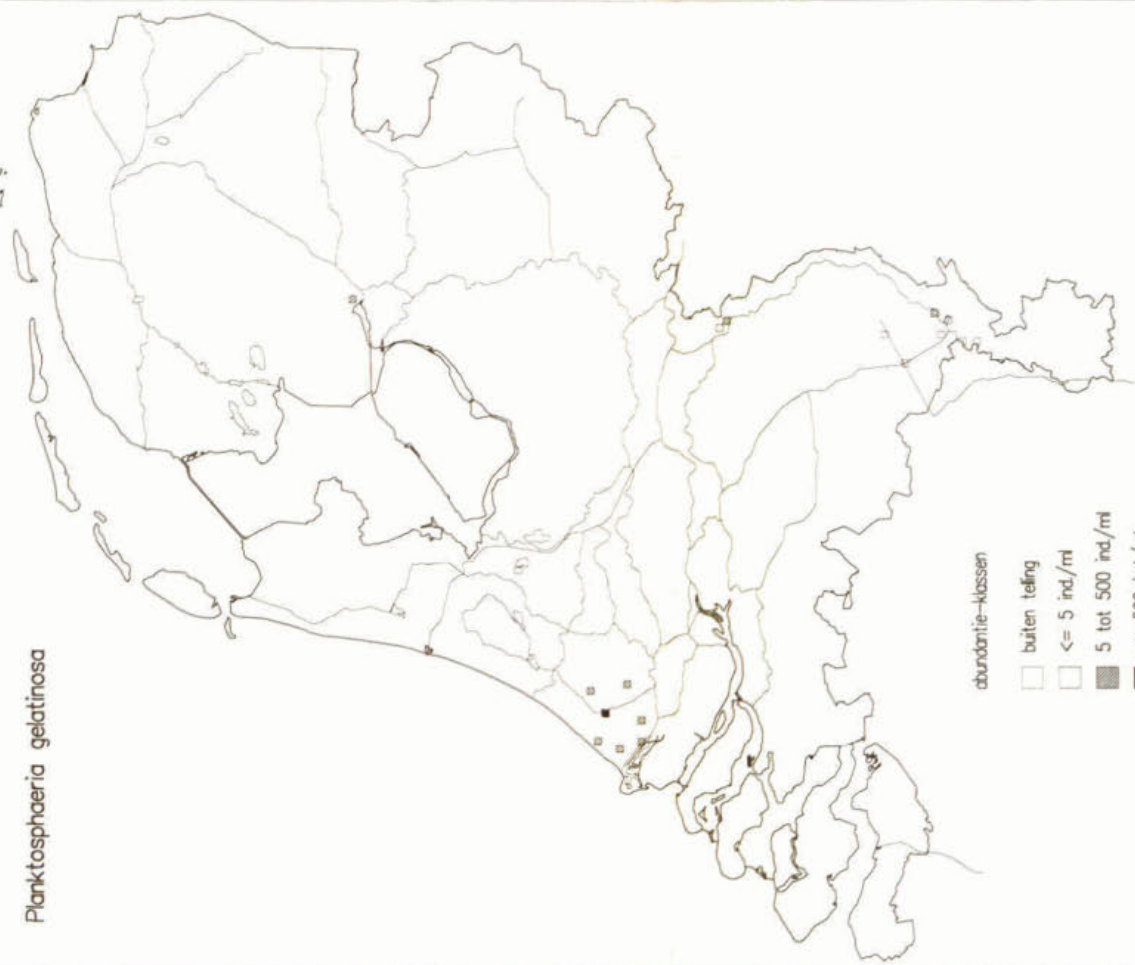 Planktosphaeria gelatinosa
abundantie-klassen
buiten telling
<= 5 ind./ml
5 tot 500 ind./ml